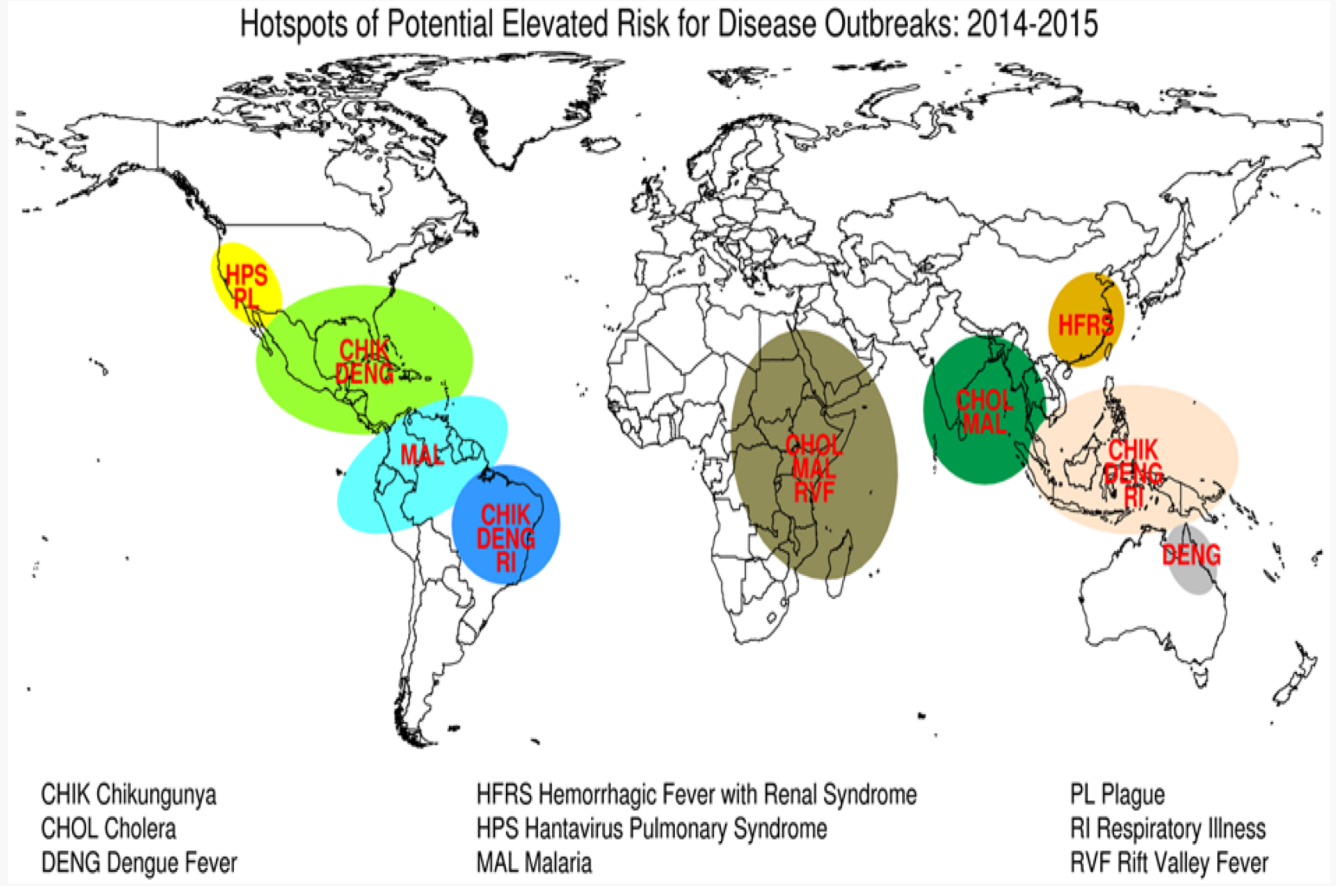 Hotspots of Potential Elevated Risk for Disease Outbreaks: 2014-2015
HPS
PL
CHIK
DENG
MAL
CHIK
DENG
RI
CHOL
MAL
RVF
CHOL
MAL
HFRS
CHIK
DENG
RI
DENG
CHIK Chikungunya
CHOL Cholera
DENG Dengue Fever
HFRS Hemorrhagic Fever with Renal Syndrome
HPS Hantavirus Pulmonary Syndrome
MAL Malaria
PL Plague
RI Respiratory Illness
RVF Rift Valley Fever